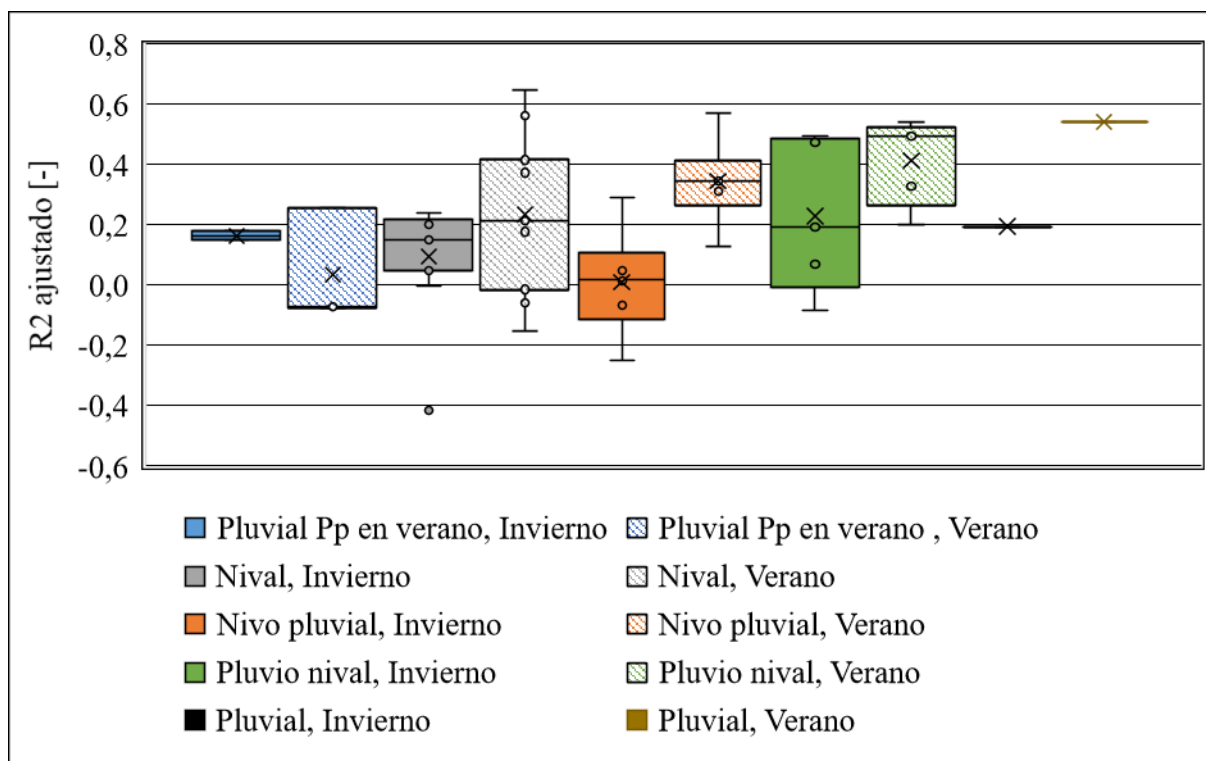 0,8
0,6
0,4
0,2
0,0
-0,2
-0,4
-0,6
R2 ajustado [-]
Pluvial Pp en verano, Invierno
Pluvial Pp en verano , Verano
Nival, Invierno
Nival, Verano
Nivo pluvial, Invierno
Nivo pluvial, Verano
Pluvio nival, Invierno
Pluvio nival, Verano
Pluvial, Invierno
Pluvial, Verano